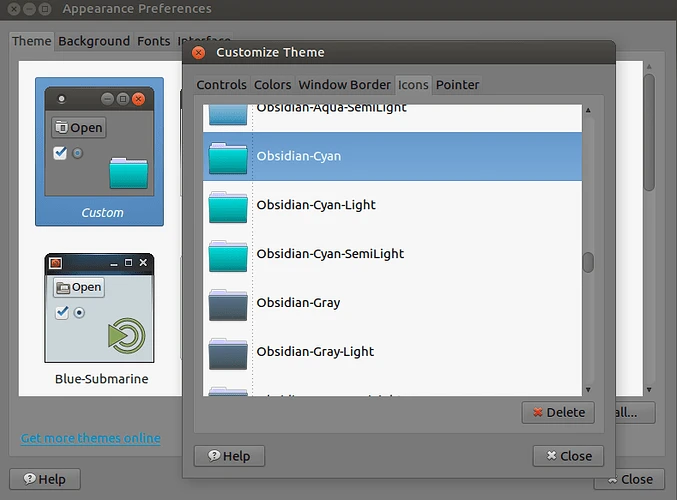 Appearance Preferences
Theme Background Fonts Interface
Open
Custom
Open
Blue-Submarine
Get more themes online
Help
Close
Customize Theme
Controls Colors Window Border Icons Pointer
Obsidian-Aqua-SemiLight
Obsidian-Cyan
Obsidian-Cyan-Light
Obsidian-Cyan-SemiLight
Obsidian-Gray
Obsidian-Gray-Light
Delete
Help
Close